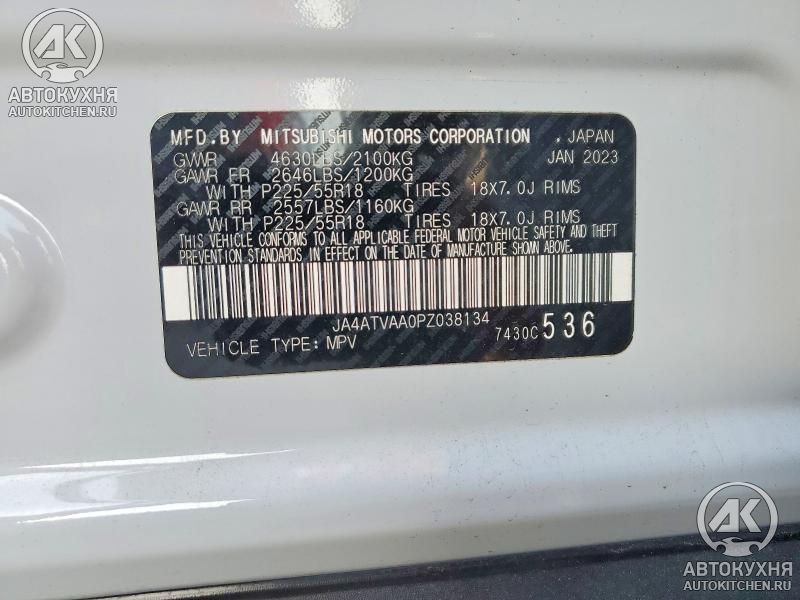 АК
АВТОКУХНЯ
AUTOKITCHEN.RU
MFD.BY MITSUBISHI MOTORS CORPORATION , JAPAN
GVWR 4630LBS/2100KG JAN 2023
GAWR FR 2646LBS/1200KG
WITH P225/55R18 TIRES 18X7.0J RIMS
GAWR RR 2557LBS/1160KG
WITH P225/55R18 TIRES 18X7.0J RIMS
THIS VEHICLE CONFORMS TO ALL APPLICABLE FEDERAL MOTOR VEHICLE SAFETY AND THEFT
PREVENTION STANDARDS IN EFFECT ON THE DATE OF MANUFACTURE SHOWN ABOVE.
JA4ATVAA0PZ038134
7430C 536
VEHICLE TYPE: MPV
АК
АВТОКУХНЯ
AUTOKITCHEN.RU